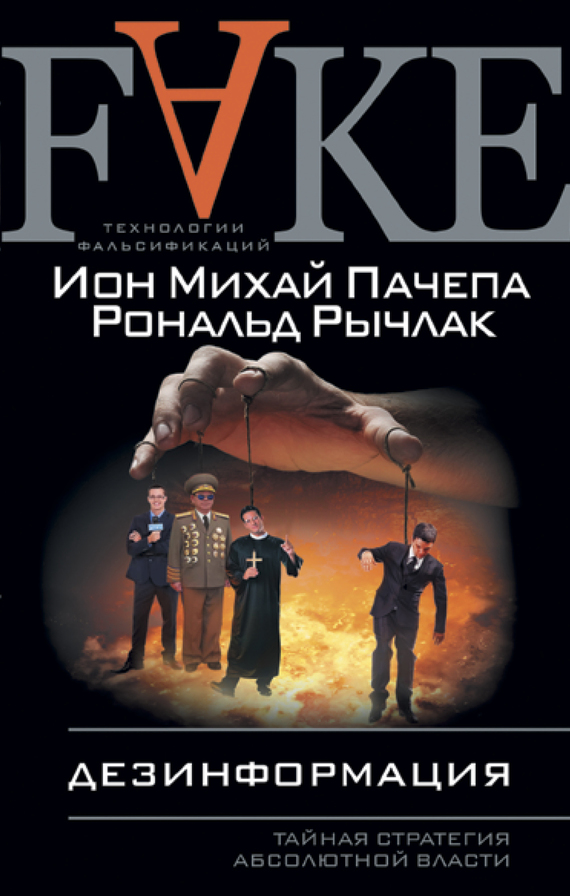 FAKE
ТЕХНОЛОГИИ
ФАЛЬСИФИКАЦИЙ
ИОН МИХАЙ ПАЧЕПА
РОНАЛЬД РЫЧЛАК
ДЕЗИНФОРМАЦИЯ
ТАЙНАЯ СТРАТЕГИЯ
АБСОЛЮТНОЙ ВЛАСТИ